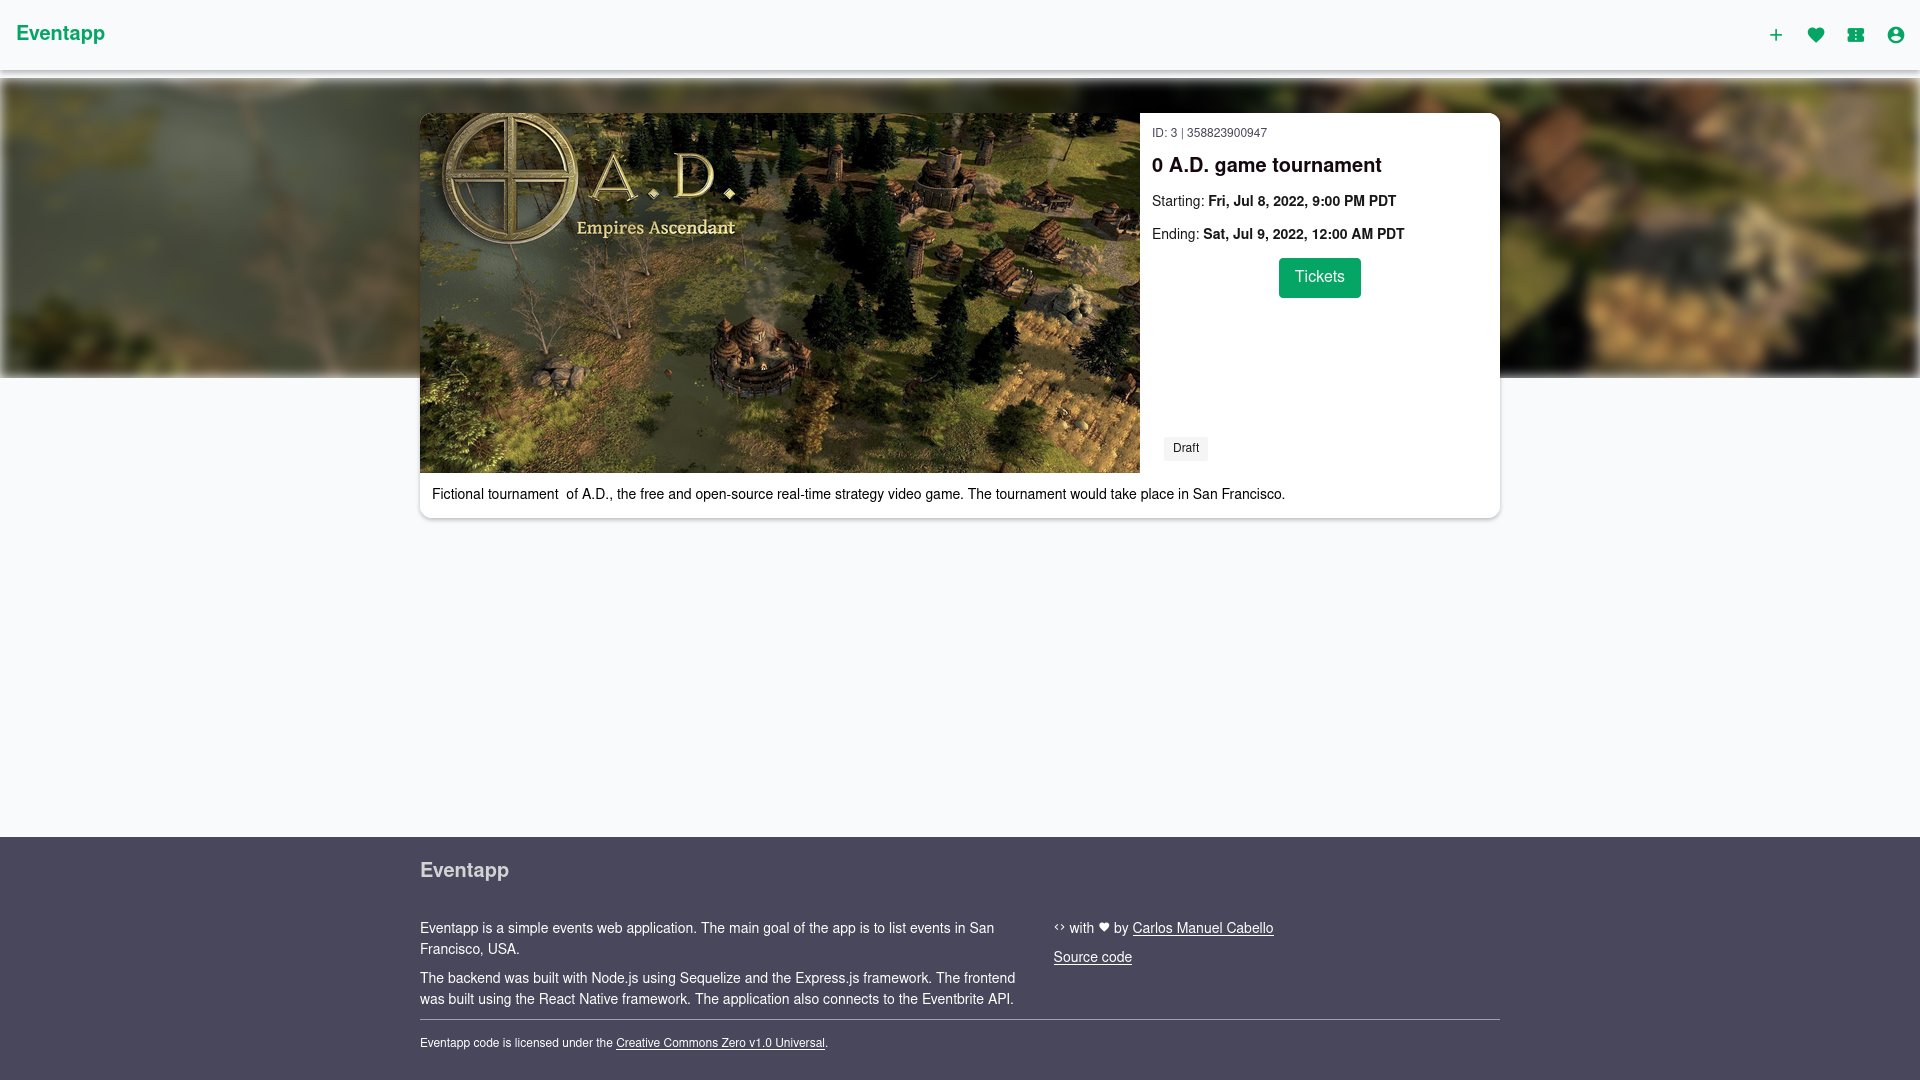 Eventapp
A. D.
Empires Ascendant
ID: 3 | 358823900947
0 A.D. game tournament
Starting: Fri, Jul 8, 2022, 9:00 PM PDT
Ending: Sat, Jul 9, 2022, 12:00 AM PDT
Tickets
Draft
Fictional tournament  of A.D., the free and open-source real-time strategy video game. The tournament would take place in San Francisco.
Eventapp
Eventapp is a simple events web application. The main goal of the app is to list events in San
Francisco, USA.
The backend was built with Node.js using Sequelize and the Express.js framework. The frontend
was built using the React Native framework. The application also connects to the Eventbrite API.
<> with ♥ by Carlos Manuel Cabello
Source code
Eventapp code is licensed under the Creative Commons Zero v1.0 Universal.